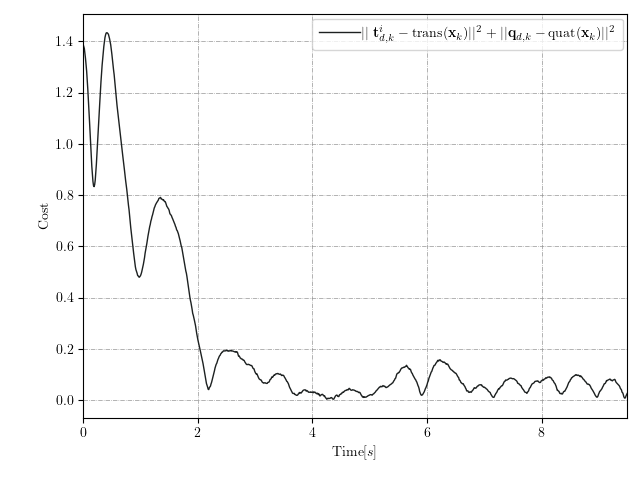 || t^i_{d,k} − trans(x_k)||^2 + ||q_{d,k} − quat(x_k)||^2
1.4
1.2
1.0
0.8
0.6
0.4
0.2
0.0
Cost
0 2 4 6 8
Time[s]